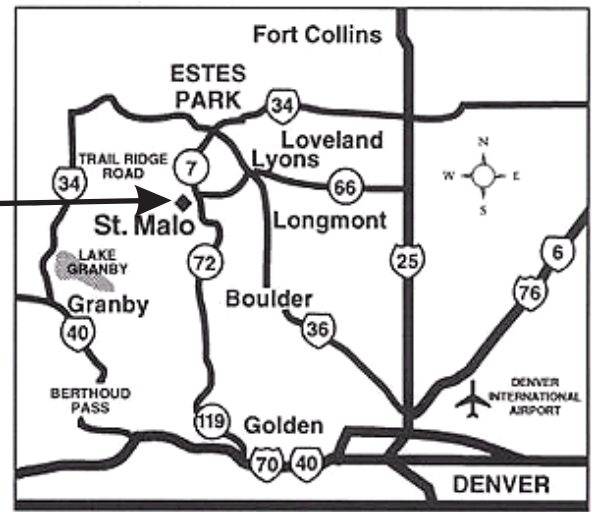 Fort Collins
ESTES
PARK
34
Loveland
TRAIL RIDGE
ROAD
7
Lyons
N
W
E
S
34
66
St. Malo
Longmont
LAKE
GRANBY
72
25
6
76
Granby
Boulder
40
36
BERTHOUD
PASS
DENVER
INTERNATIONAL
AIRPORT
119
Golden
70
40
DENVER